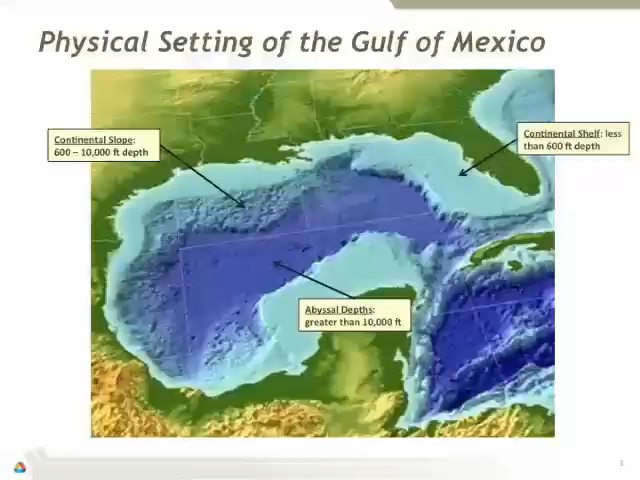 Physical Setting of the Gulf of Mexico
Continental Slope:
600 – 10,000 ft depth
Continental Shelf: less
than 600 ft depth
Abyssal Depths:
greater than 10,000 ft